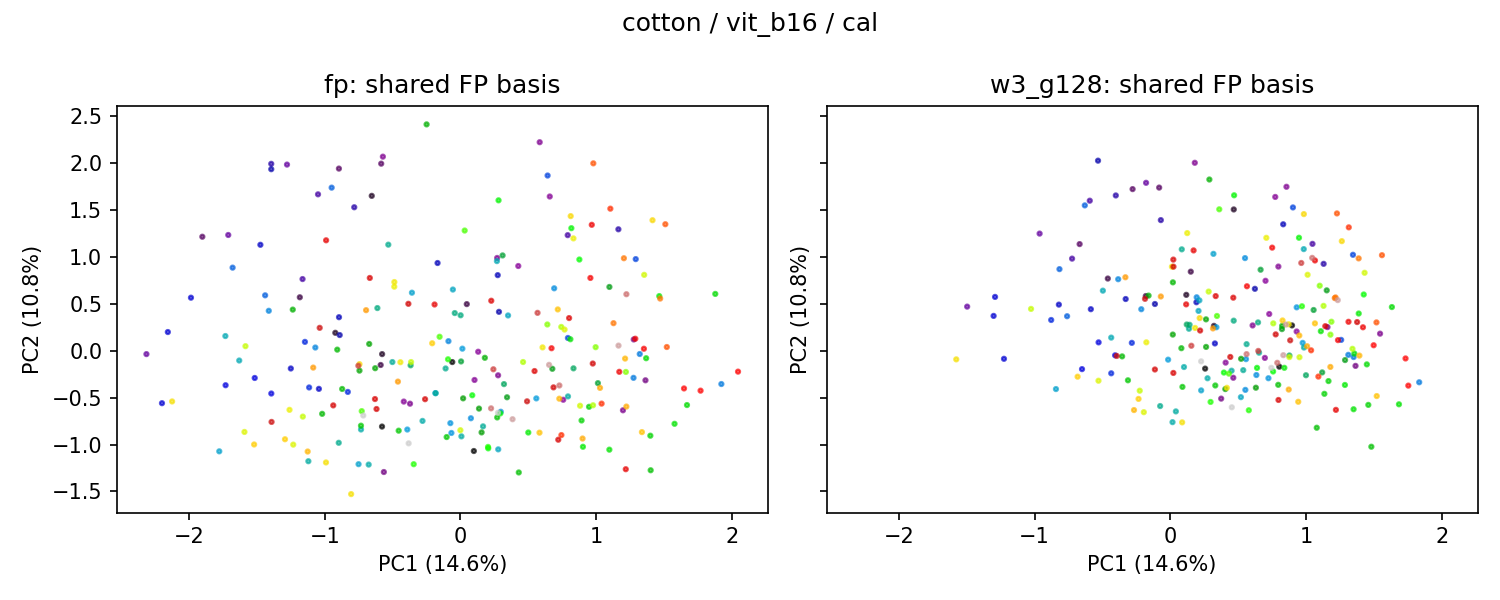 cotton / vit_b16 / cal
fp: shared FP basis
w3_g128: shared FP basis
2.5
2.0
1.5
1.0
0.5
0.0
−0.5
−1.0
−1.5
PC2 (10.8%)
PC2 (10.8%)
−2 −1 0 1 2
−2 −1 0 1 2
PC1 (14.6%)
PC1 (14.6%)